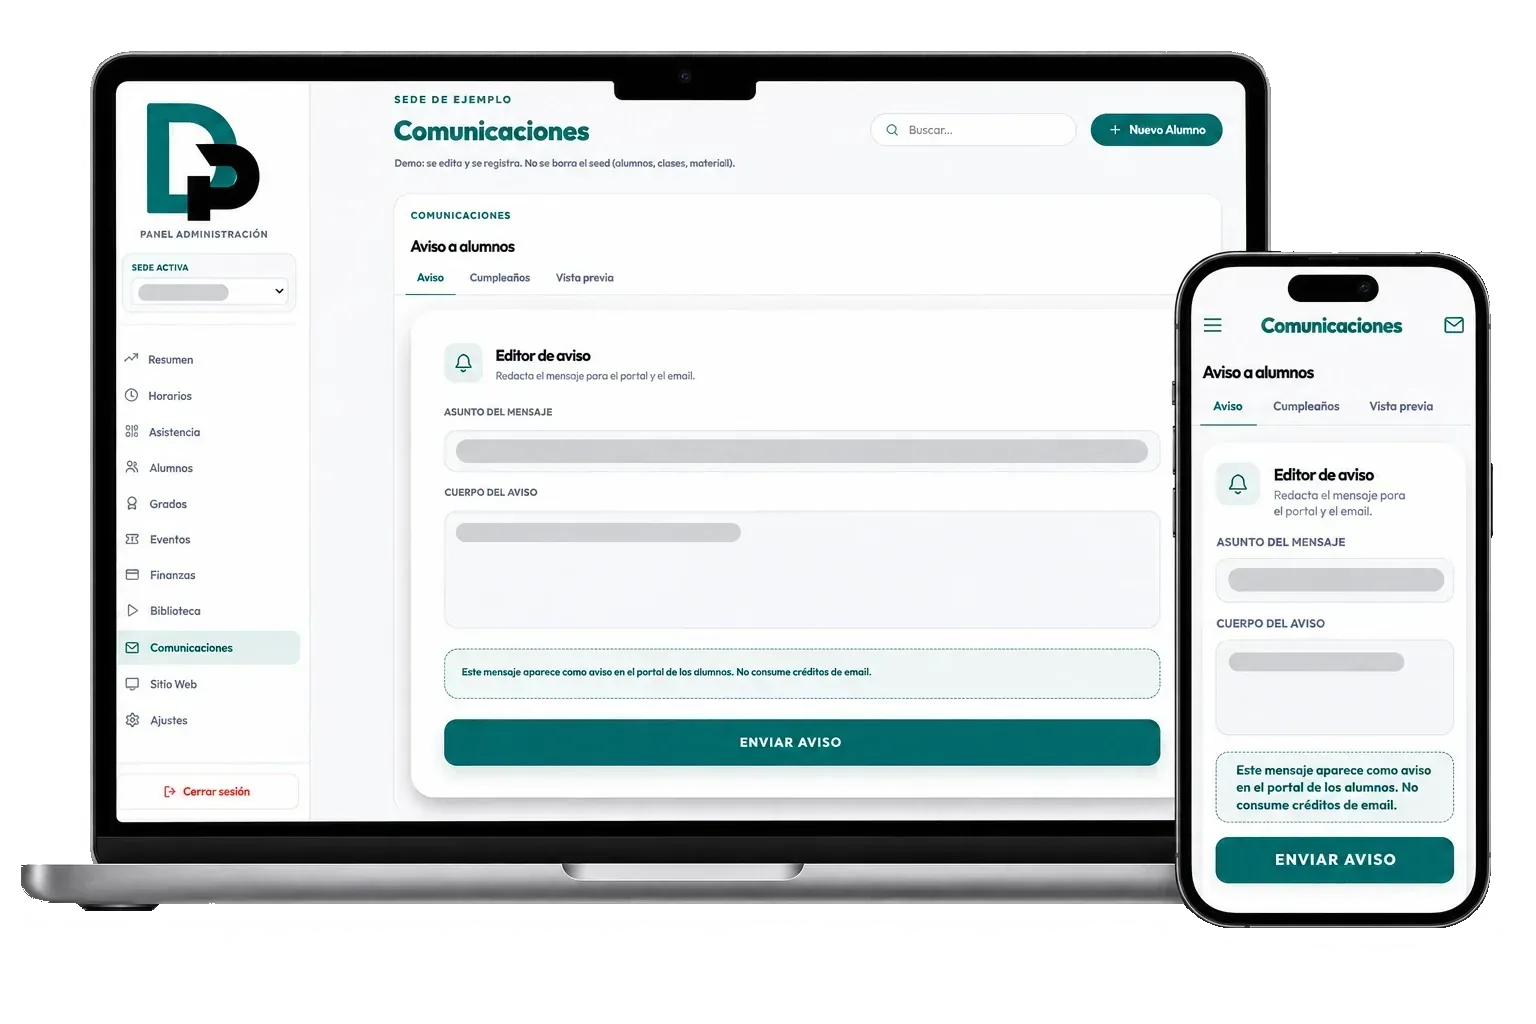 DP
PANEL ADMINISTRACIÓN
SEDE ACTIVA
Resumen
Horarios
Asistencia
Alumnos
Grados
Eventos
Finanzas
Biblioteca
Comunicaciones
Sitio Web
Ajustes
Cerrar sesión
SEDE DE EJEMPLO
Comunicaciones
Demo: se edita y se registra. No se borra el seed (alumnos, clases, material).
Buscar...
+ Nuevo Alumno
COMUNICACIONES
Aviso a alumnos
Aviso Cumpleaños Vista previa
Editor de aviso
Redacta el mensaje para el portal y el email.
ASUNTO DEL MENSAJE
CUERPO DEL AVISO
Este mensaje aparece como aviso en el portal de los alumnos. No consume créditos de email.
ENVIAR AVISO
Comunicaciones
Aviso a alumnos
Aviso Cumpleaños Vista previa
Editor de aviso
Redacta el mensaje para
el portal y el email.
ASUNTO DEL MENSAJE
CUERPO DEL AVISO
Este mensaje aparece como aviso
en el portal de los alumnos. No
consume créditos de email.
ENVIAR AVISO